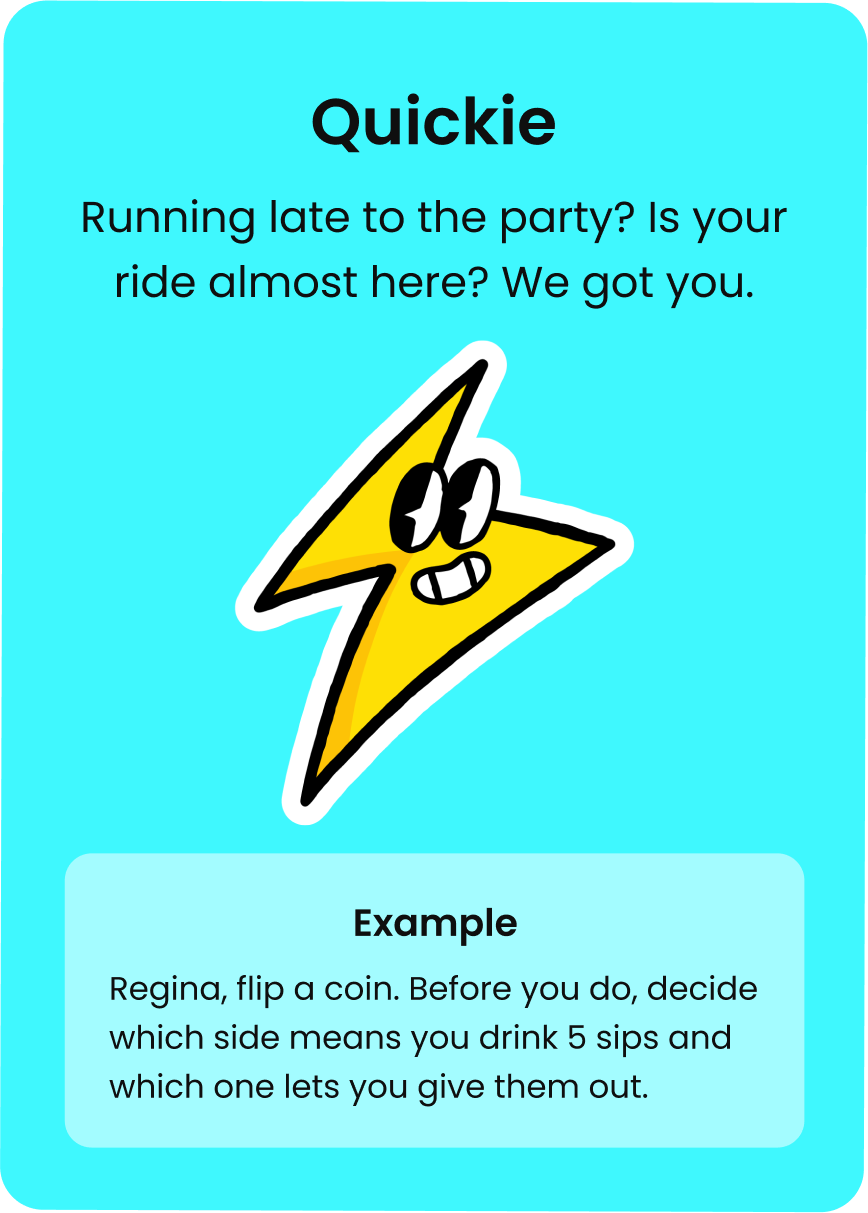 Quickie
Running late to the party? Is your
ride almost here? We got you.
Example
Regina, flip a coin. Before you do, decide
which side means you drink 5 sips and
which one lets you give them out.